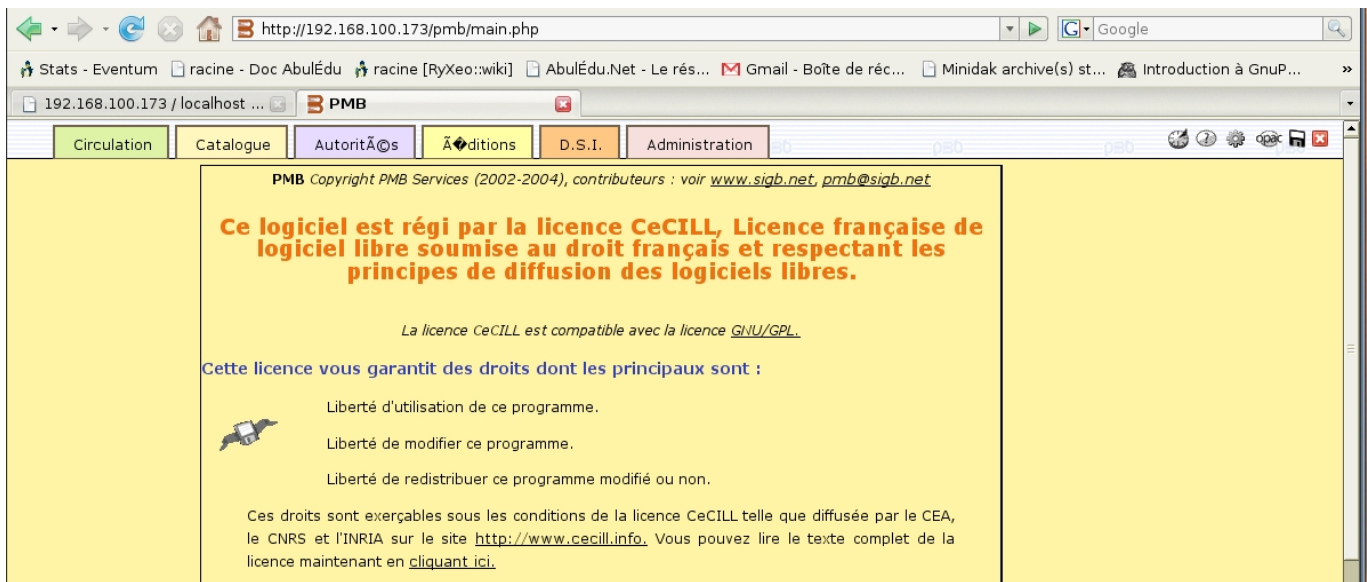 http://192.168.100.173/pmb/main.php
G Google
Stats - Eventum racine - Doc AbulÉdu racine [RyXeo::wiki] AbulÉdu.Net - Le rés... Gmail - Boîte de réc... Minidak archive(s) st... Introduction à GnuP... »
192.168.100.173 / localhost ... PMB
Circulation Catalogue AutoritÃ©s Ã�ditions D.S.I. Administration opac
PMB Copyright PMB Services (2002-2004), contributeurs : voir www.sigb.net, pmb@sigb.net
Ce logiciel est régi par la licence CeCILL, Licence française de
logiciel libre soumise au droit français et respectant les
principes de diffusion des logiciels libres.
La licence CeCILL est compatible avec la licence GNU/GPL.
Cette licence vous garantit des droits dont les principaux sont :
Liberté d'utilisation de ce programme.
Liberté de modifier ce programme.
Liberté de redistribuer ce programme modifié ou non.
Ces droits sont exerçables sous les conditions de la licence CeCILL telle que diffusée par le CEA,
le CNRS et l'INRIA sur le site http://www.cecill.info. Vous pouvez lire le texte complet de la
licence maintenant en cliquant ici.